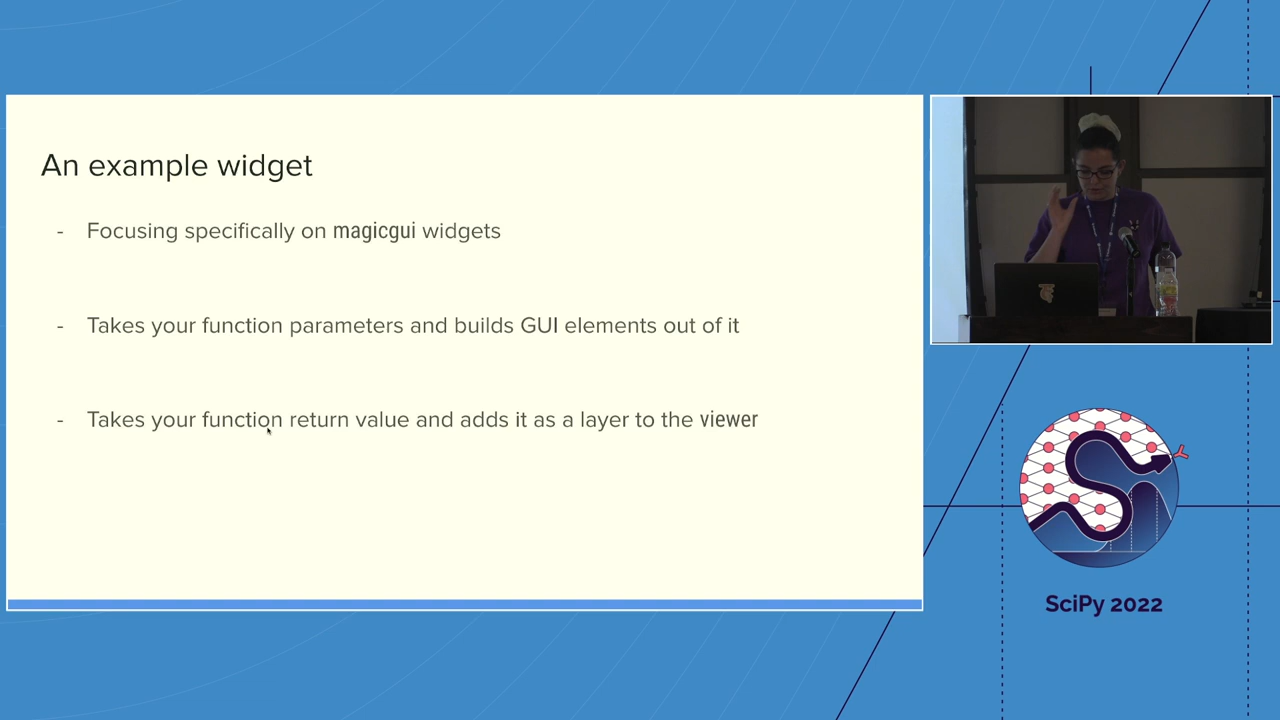 An example widget
- Focusing specifically on magicgui widgets
- Takes your function parameters and builds GUI elements out of it
- Takes your function return value and adds it as a layer to the viewer
SciPy 2022